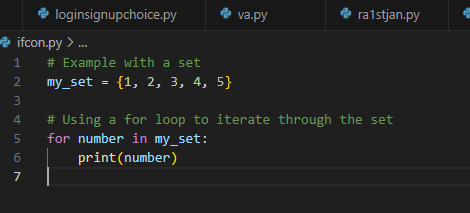 loginsignupchoice.py va.py ra1stjan.py
ifcon.py > ...
1 # Example with a set
2 my_set = {1, 2, 3, 4, 5}
3
4 # Using a for loop to iterate through the set
5 for number in my_set:
6 print(number)
7